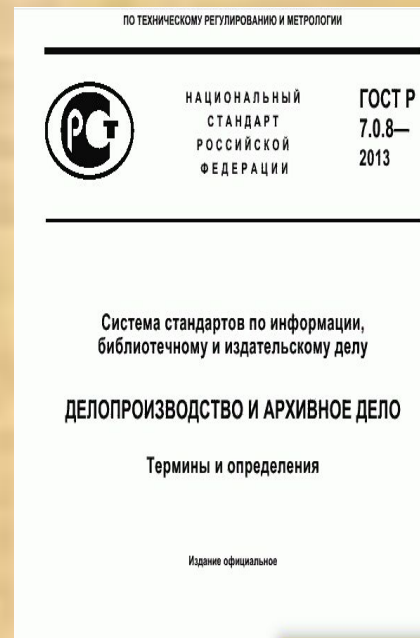 ПО ТЕХНИЧЕСКОМУ РЕГУЛИРОВАНИЮ И МЕТРОЛОГИИ
РСТ
НАЦИОНАЛЬНЫЙ
СТАНДАРТ
РОССИЙСКОЙ
ФЕДЕРАЦИИ
ГОСТ Р
7.0.8—
2013
Система стандартов по информации,
библиотечному и издательскому делу
ДЕЛОПРОИЗВОДСТВО И АРХИВНОЕ ДЕЛО
Термины и определения
Издание официальное